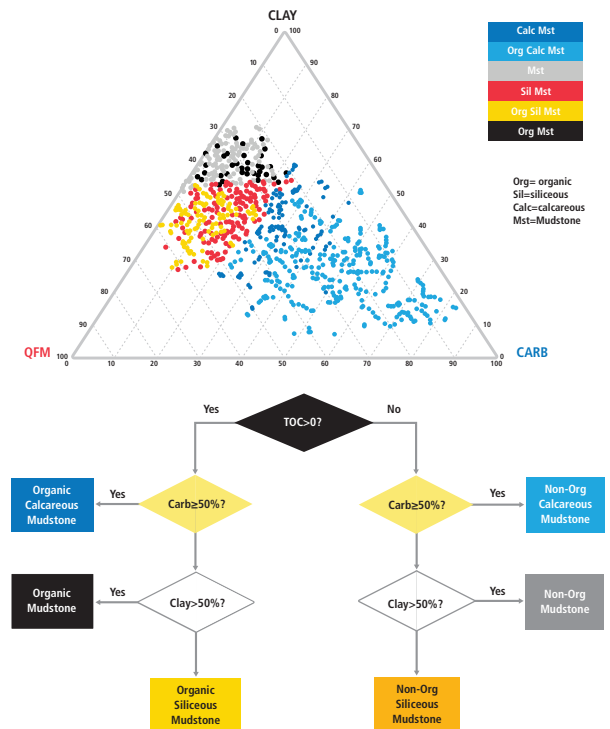 CLAY
0 100
10 90
20 80
30 70
40 60
50 50
60 40
70 30
80 20
90 10
QFM 100 0 CARB
0 10 20 30 40 50 60 70 80 90 100
Calc Mst
Org Calc Mst
Mst
Sil Mst
Org Sil Mst
Org Mst
Org= organic
Sil=siliceous
Calc=calcareous
Mst=Mudstone
TOC>0?
Yes
No
Organic
Calcareous
Mudstone
Yes
Carb≥50%?
Carb≥50%?
Yes
Non-Org
Calcareous
Mudstone
Organic
Mudstone
Yes
Clay>50%?
Clay>50%?
Yes
Non-Org
Mudstone
Organic
Siliceous
Mudstone
Non-Org
Siliceous
Mudstone